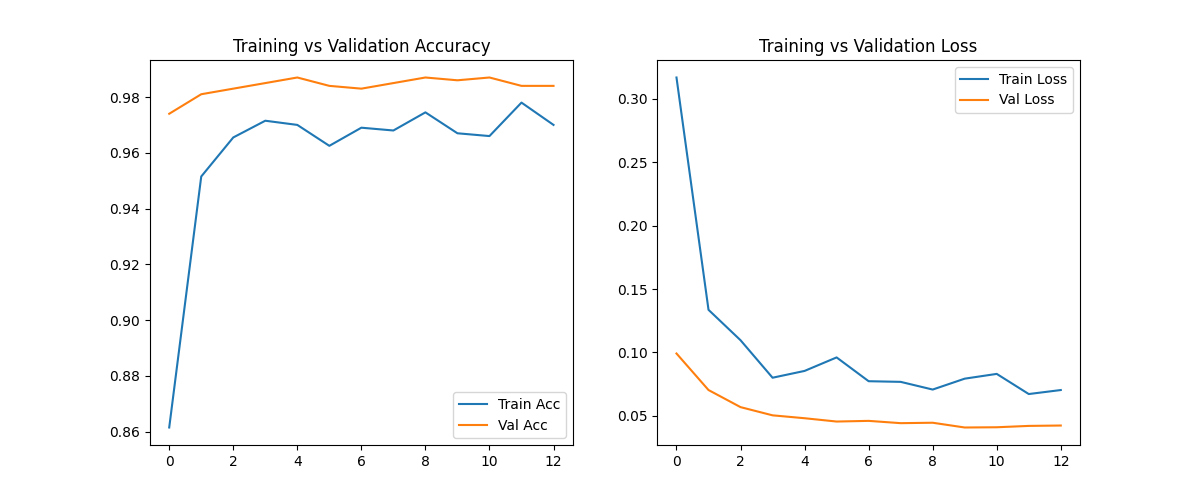 Training vs Validation Accuracy
0.98
0.96
0.94
0.92
0.90
0.88
0.86
0 2 4 6 8 10 12
Train Acc
Val Acc
Training vs Validation Loss
0.30
0.25
0.20
0.15
0.10
0.05
0 2 4 6 8 10 12
Train Loss
Val Loss